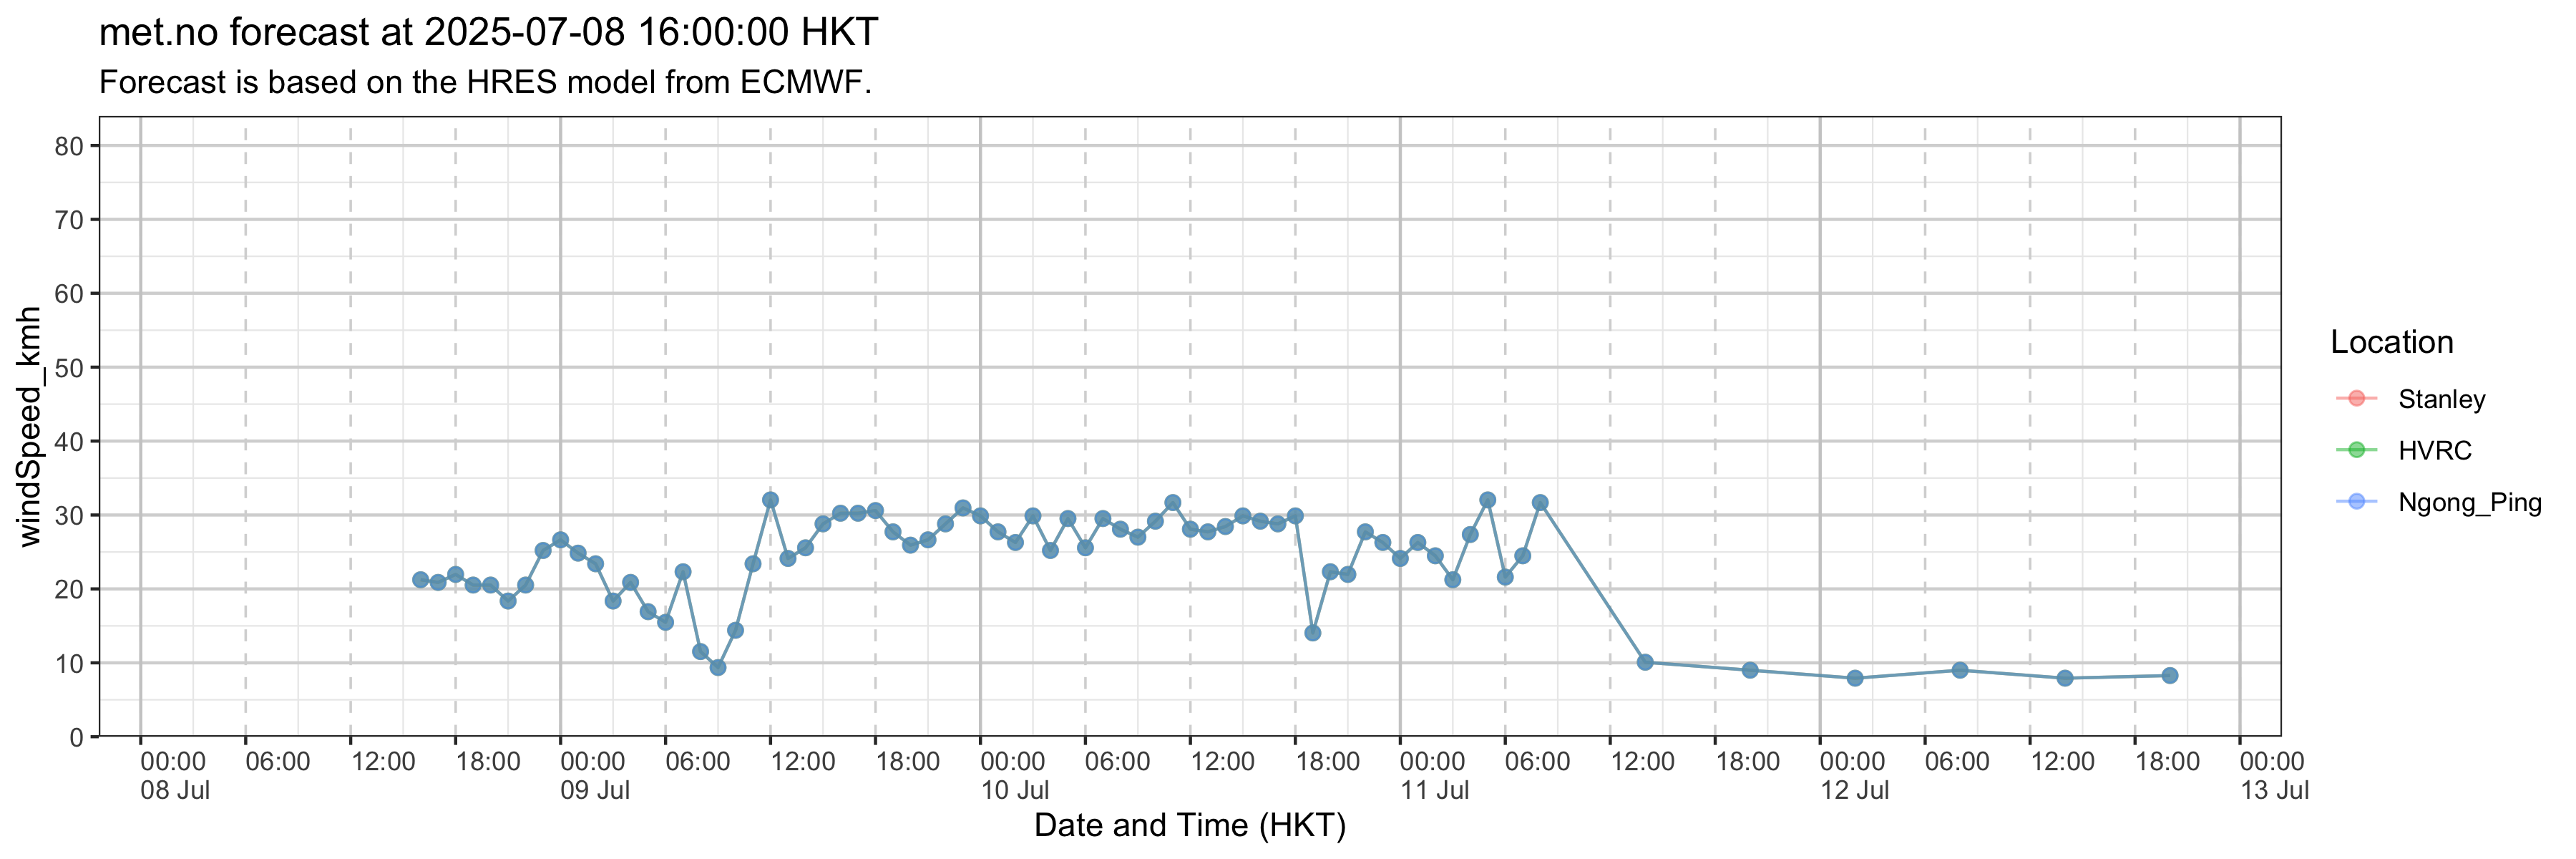 met.no forecast at 2025-07-08 16:00:00 HKT
Forecast is based on the HRES model from ECMWF.
windSpeed_kmh
80
70
60
50
40
30
20
10
0
00:00 06:00 12:00 18:00 00:00 06:00 12:00 18:00 00:00 06:00 12:00 18:00 00:00 06:00 12:00 18:00 00:00 06:00 12:00 18:00 00:00
08 Jul 09 Jul 10 Jul 11 Jul 12 Jul 13 Jul
Date and Time (HKT)
Location
Stanley
HVRC
Ngong_Ping